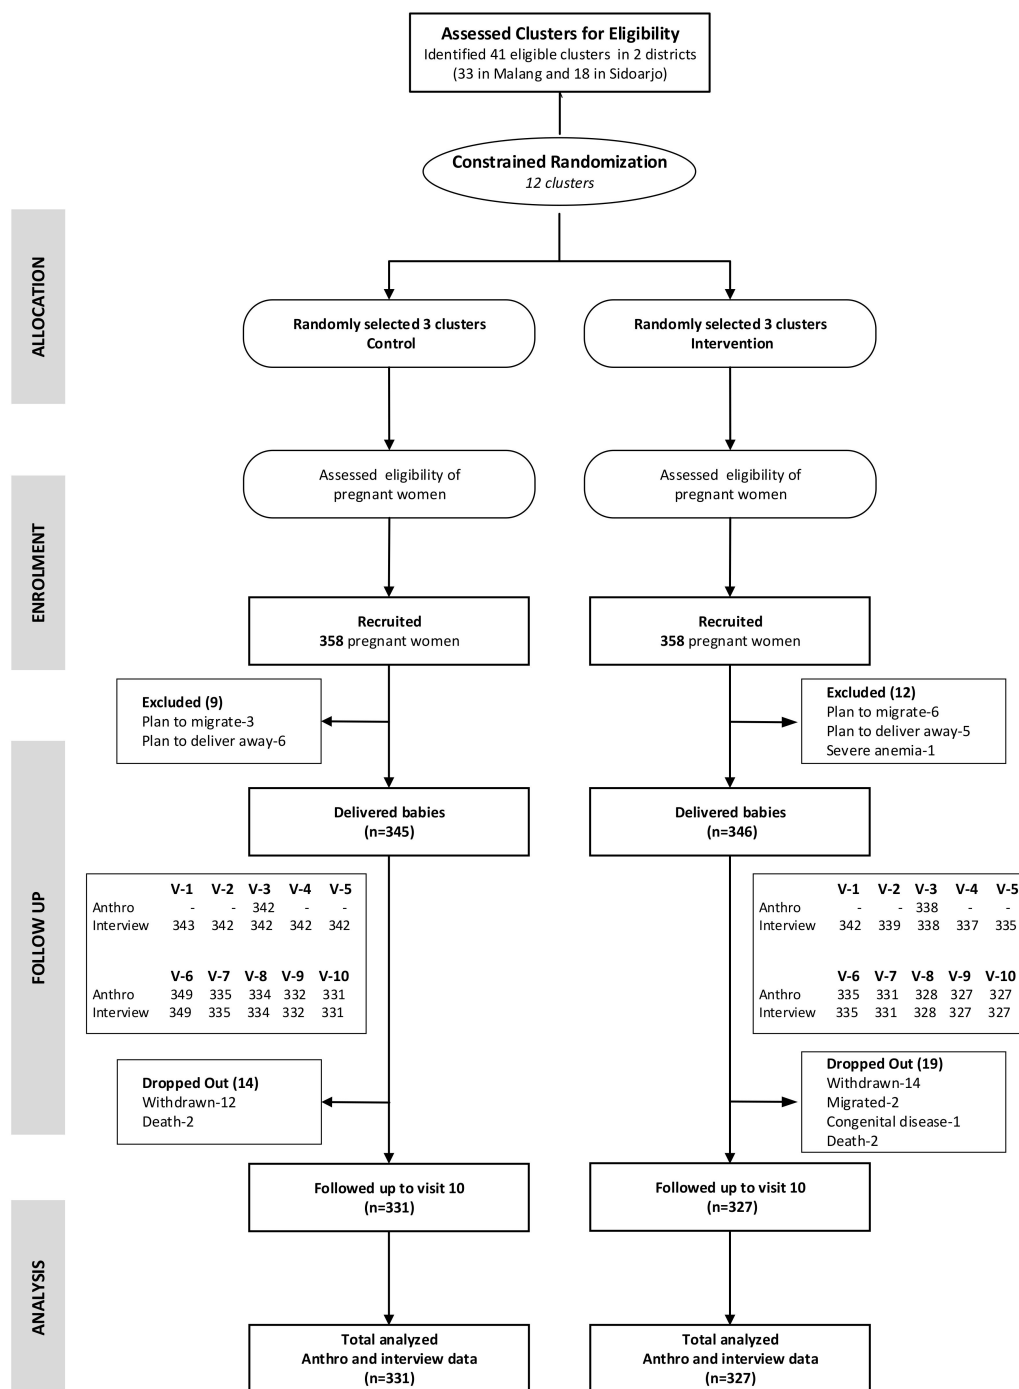 Assessed Clusters for Eligibility
Identified 41 eligible clusters in 2 districts
(33 in Malang and 18 in Sidoarjo)
Constrained Randomization
12 clusters
ALLOCATION
Randomly selected 3 clusters
Control
Randomly selected 3 clusters
Intervention
ENROLMENT
Assessed eligibility of
pregnant women
Assessed eligibility of
pregnant women
Recruited
358 pregnant women
Recruited
358 pregnant women
Excluded (9)
Plan to migrate-3
Plan to deliver away-6
Excluded (12)
Plan to migrate-6
Plan to deliver away-5
Severe anemia-1
FOLLOW UP
Delivered babies
(n=345)
Delivered babies
(n=346)
V-1 V-2 V-3 V-4 V-5
Anthro - - 342 - -
Interview 343 342 342 342 342
V-6 V-7 V-8 V-9 V-10
Anthro 349 335 334 332 331
Interview 349 335 334 332 331
V-1 V-2 V-3 V-4 V-5
Anthro - - 338 - -
Interview 342 339 338 337 335
V-6 V-7 V-8 V-9 V-10
Anthro 335 331 328 327 327
Interview 335 331 328 327 327
Dropped Out (14)
Withdrawn-12
Death-2
Dropped Out (19)
Withdrawn-14
Migrated-2
Congenital disease-1
Death-2
Followed up to visit 10
(n=331)
Followed up to visit 10
(n=327)
ANALYSIS
Total analyzed
Anthro and interview data
(n=331)
Total analyzed
Anthro and interview data
(n=327)